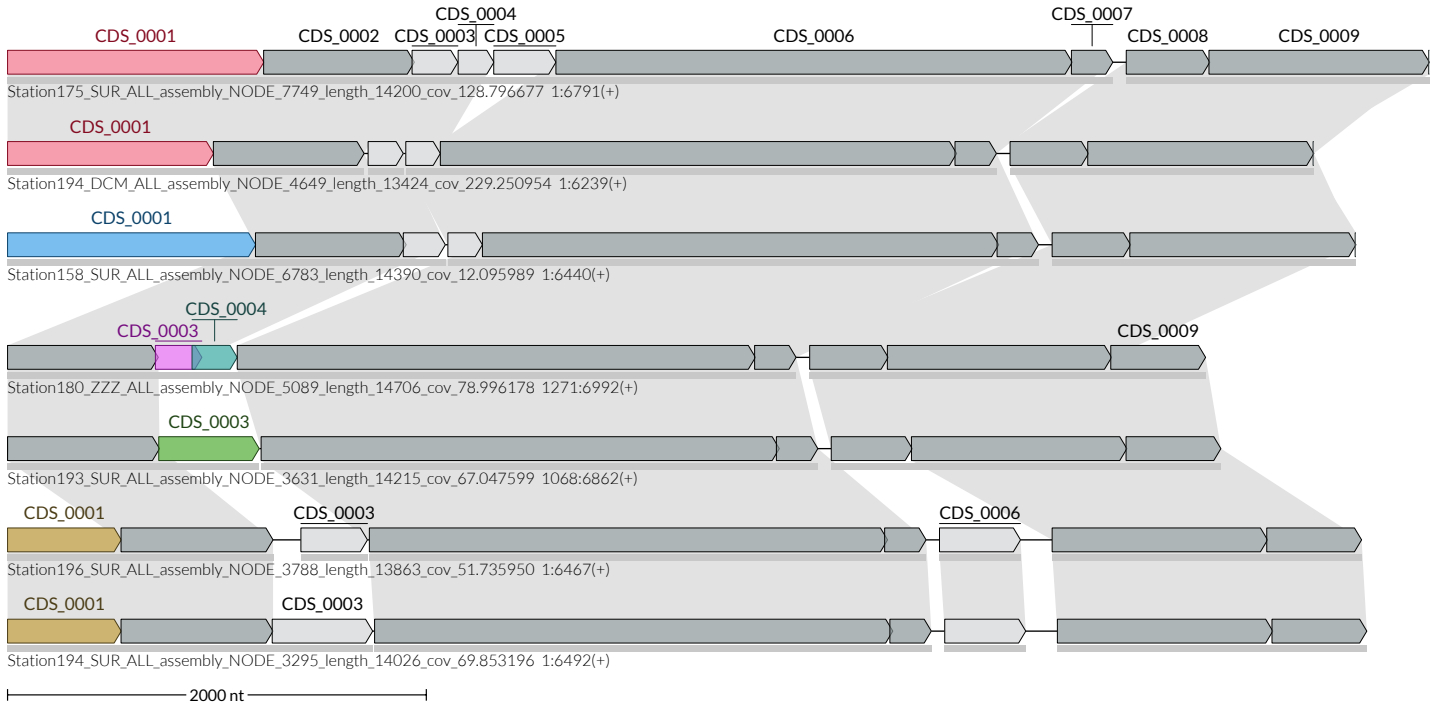 CDS_0004 CDS_0007
CDS_0001 CDS_0002 CDS_0003 CDS_0005 CDS_0006 CDS_0008 CDS_0009
Station175_SUR_ALL_assembly_NODE_7749_length_14200_cov_128.796677 1:6791(+)
CDS_0001
Station194_DCM_ALL_assembly_NODE_4649_length_13424_cov_229.250954 1:6239(+)
CDS_0001
Station158_SUR_ALL_assembly_NODE_6783_length_14390_cov_12.095989 1:6440(+)
CDS_0004
CDS_0003 CDS_0009
Station180_ZZZ_ALL_assembly_NODE_5089_length_14706_cov_78.996178 1271:6992(+)
CDS_0003
Station193_SUR_ALL_assembly_NODE_3631_length_14215_cov_67.047599 1068:6862(+)
CDS_0001 CDS_0003 CDS_0006
Station196_SUR_ALL_assembly_NODE_3788_length_13863_cov_51.735950 1:6467(+)
CDS_0001 CDS_0003
Station194_SUR_ALL_assembly_NODE_3295_length_14026_cov_69.853196 1:6492(+)
2000 nt